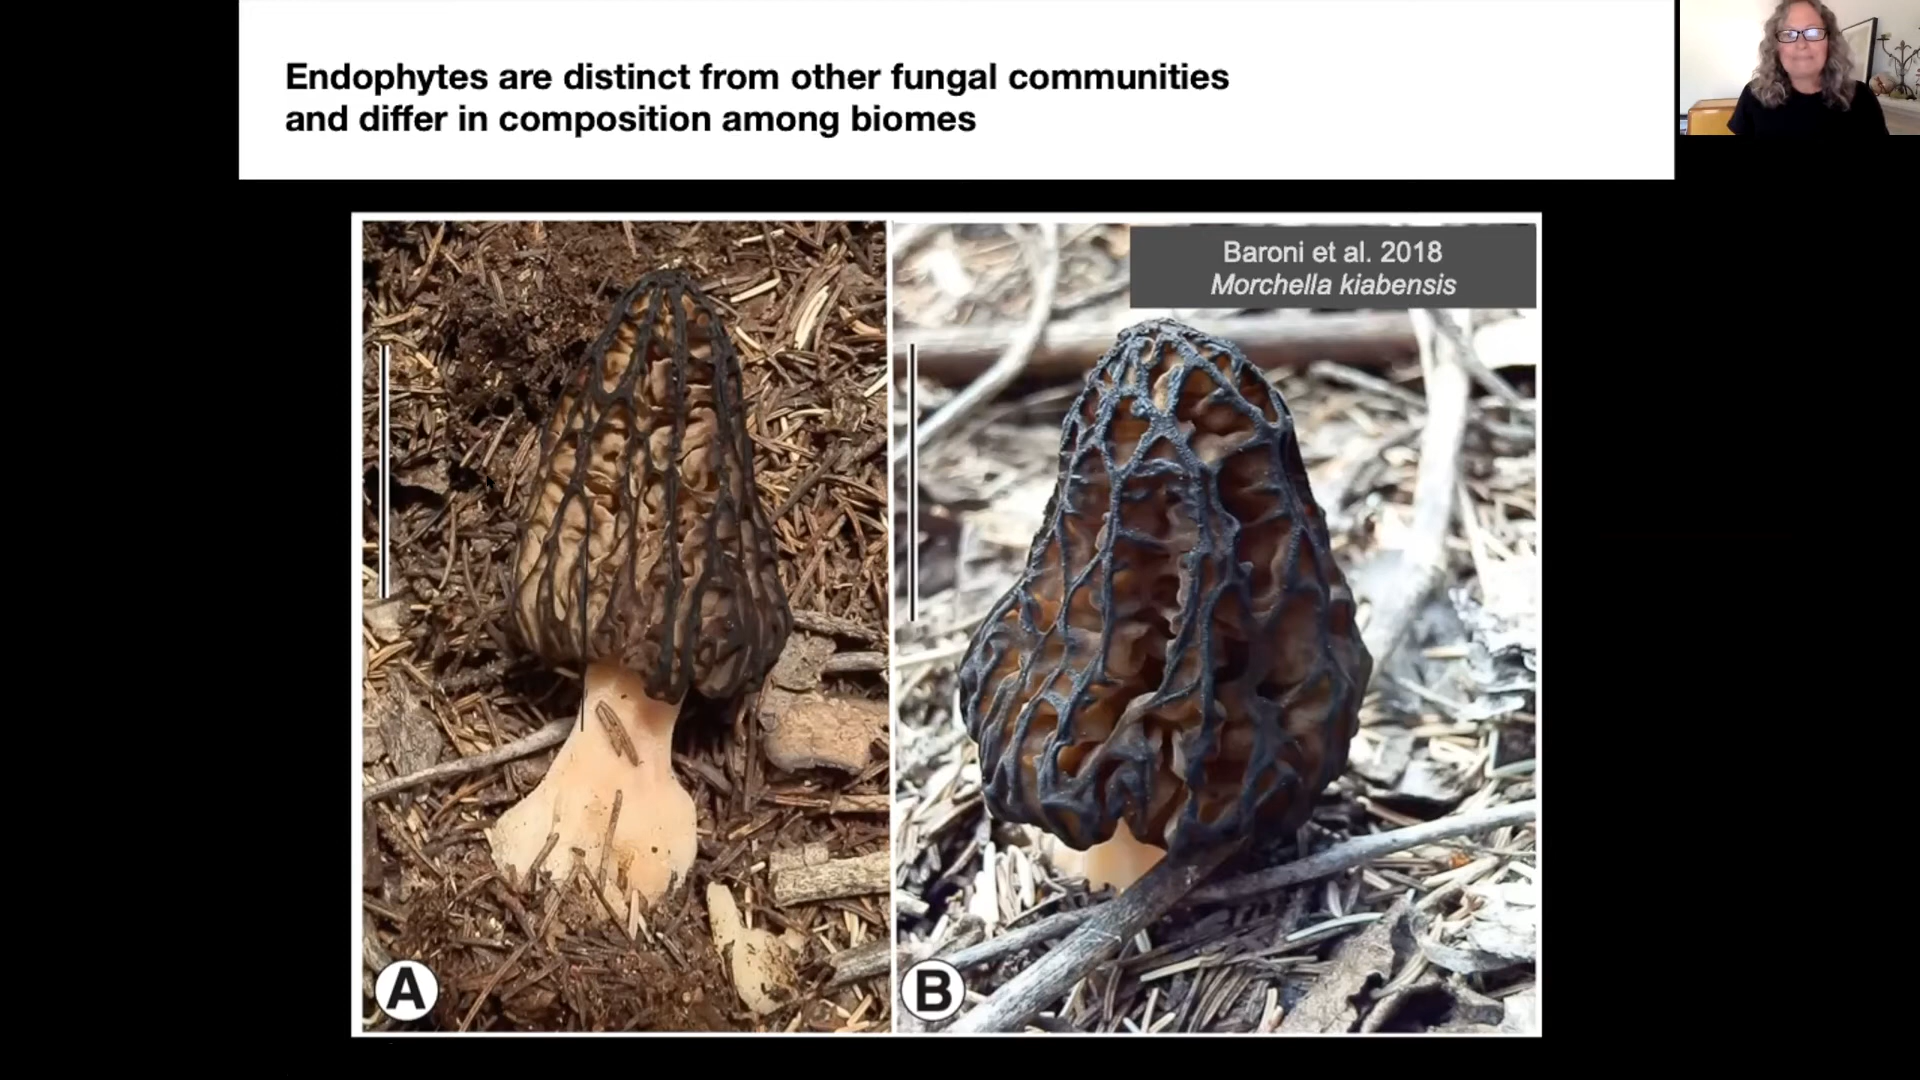 Endophytes are distinct from other fungal communities
and differ in composition among biomes
Baroni et al. 2018
Morchella kiabensis
A
B